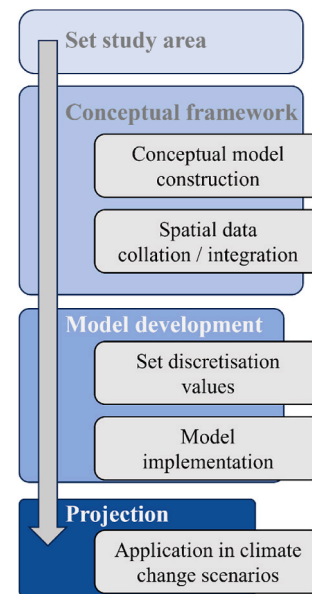 Set study area
Conceptual framework
Conceptual model
construction
Spatial data
collation / integration
Model development
Set discretisation
values
Model
implementation
Projection
Application in climate
change scenarios